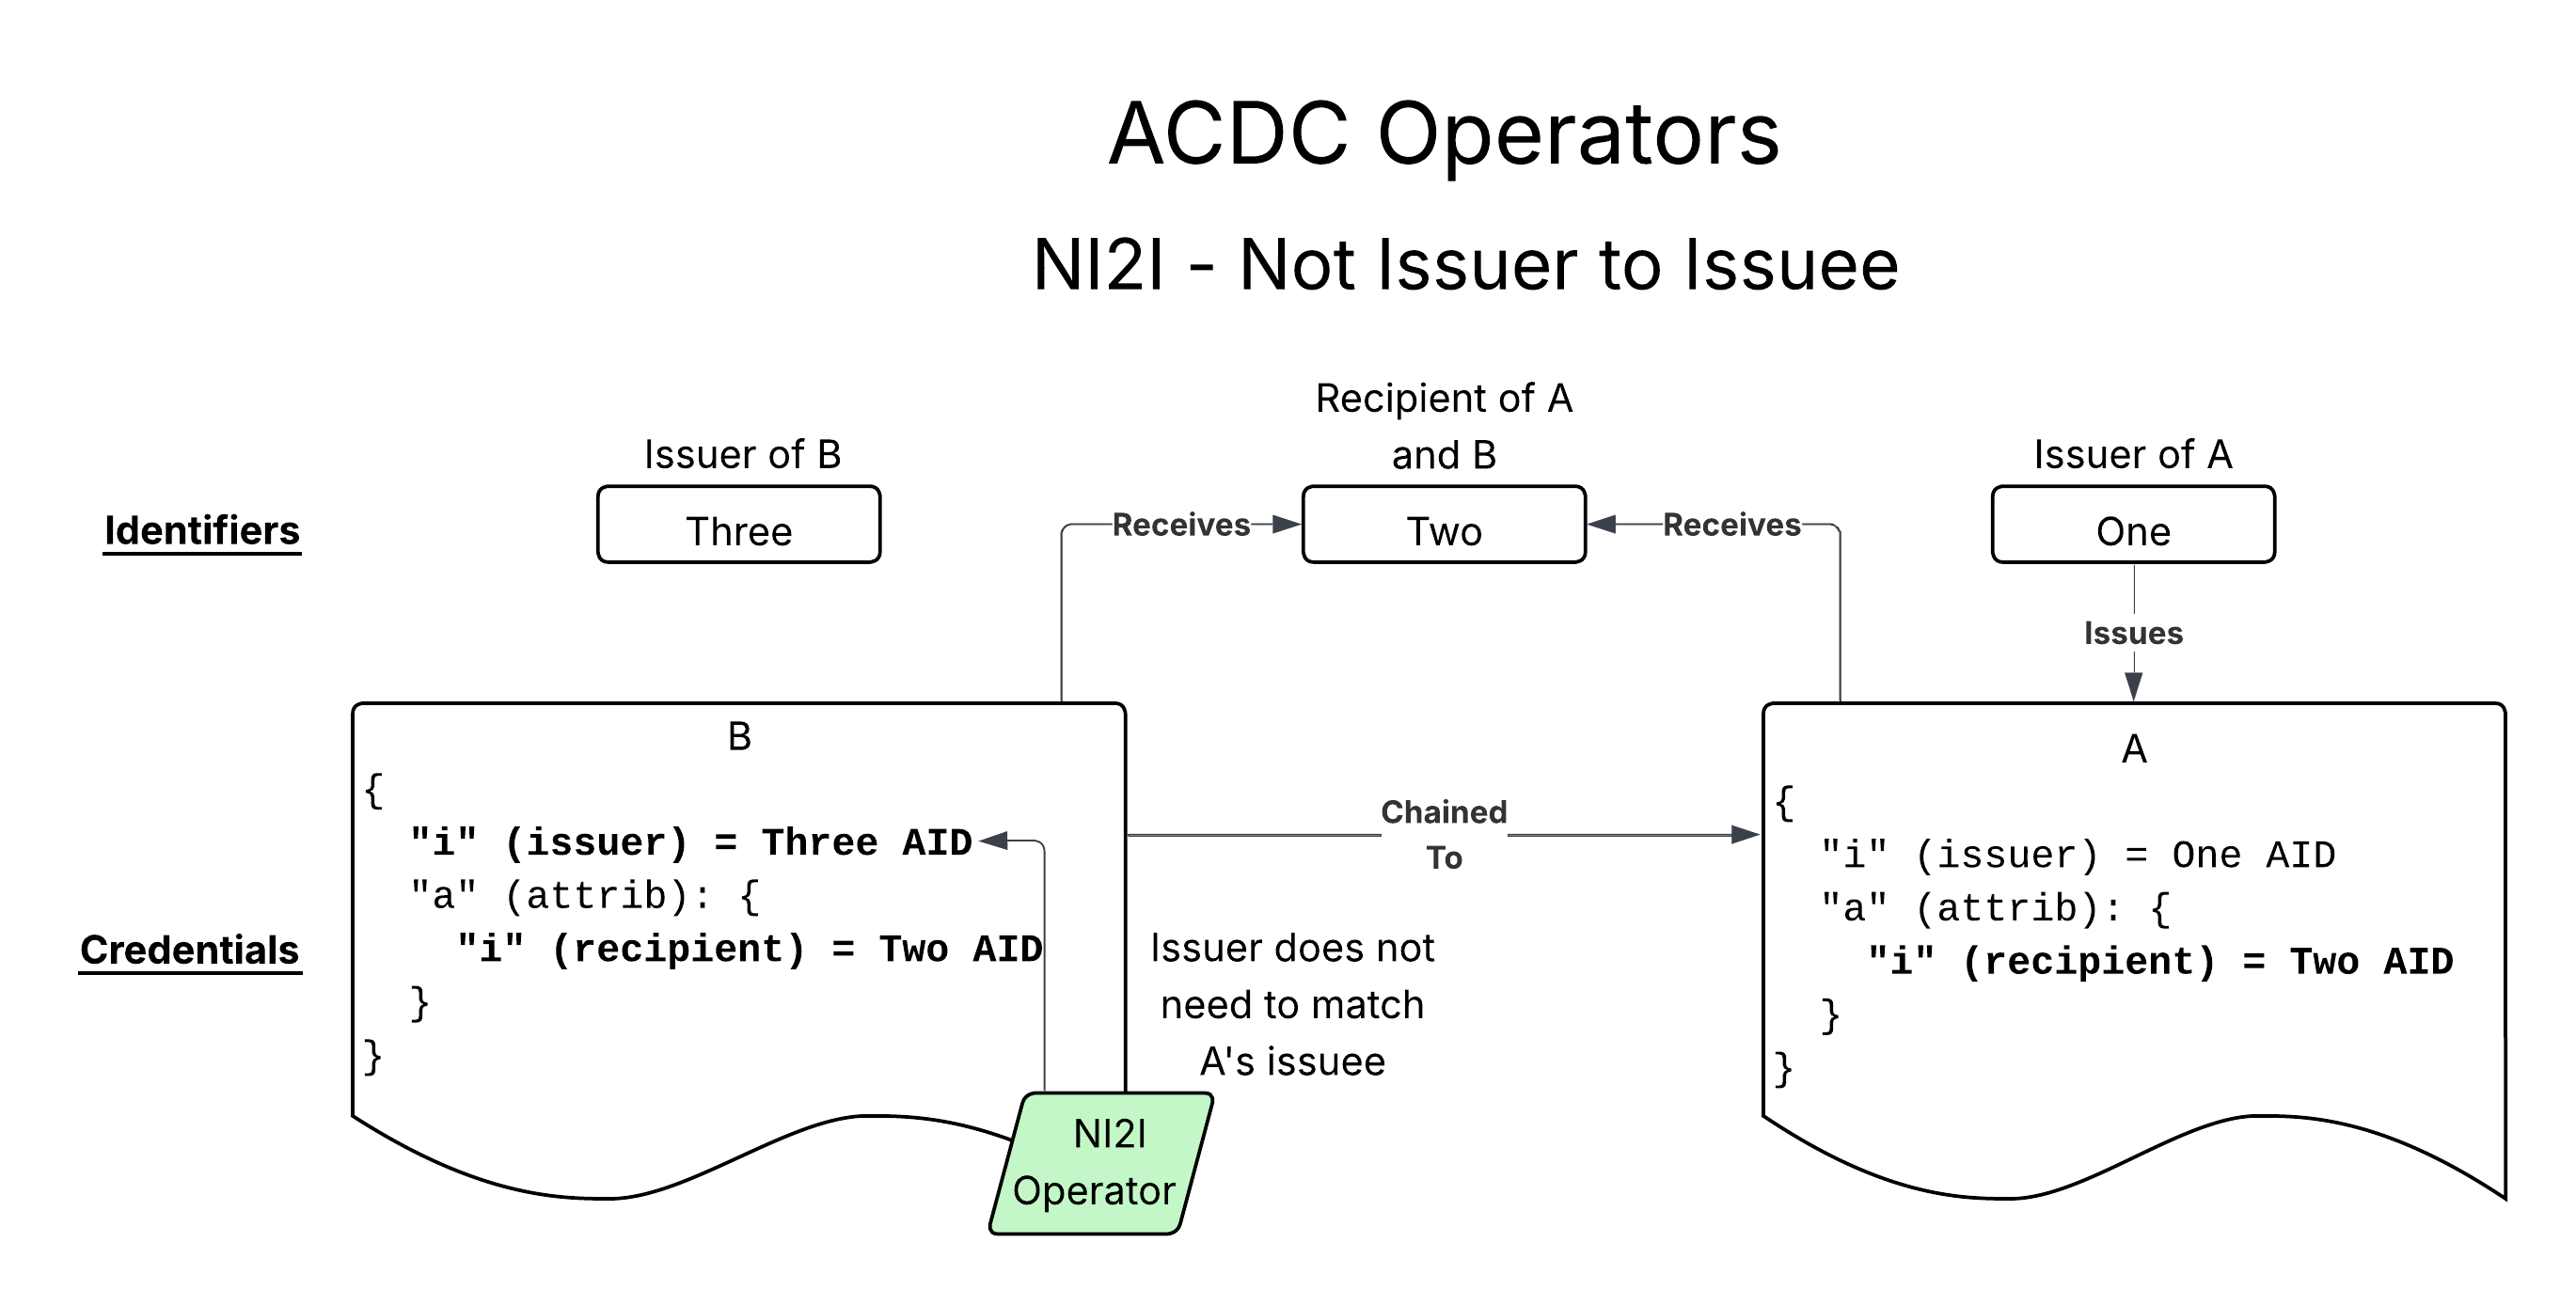 ACDC Operators
NI2I - Not Issuer to Issuee
Issuer of B
Recipient of A
and B
Issuer of A
Identifiers
Three
Receives
Two
Receives
One
Issues
B
{
"i" (issuer) = Three AID
"a" (attrib): {
"i" (recipient) = Two AID
}
}
Chained
To
Issuer does not
need to match
A's issuee
NI2I
Operator
A
{
"i" (issuer) = One AID
"a" (attrib): {
"i" (recipient) = Two AID
}
}
Credentials